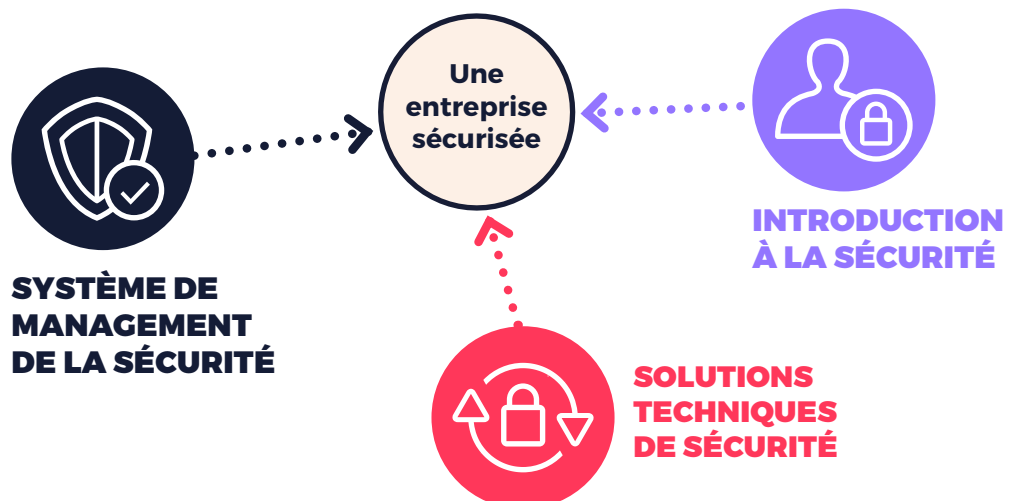 Une
entreprise
sécurisée
INTRODUCTION
À LA SÉCURITÉ
SYSTÈME DE
MANAGEMENT
DE LA SÉCURITÉ
SOLUTIONS
TECHNIQUES
DE SÉCURITÉ